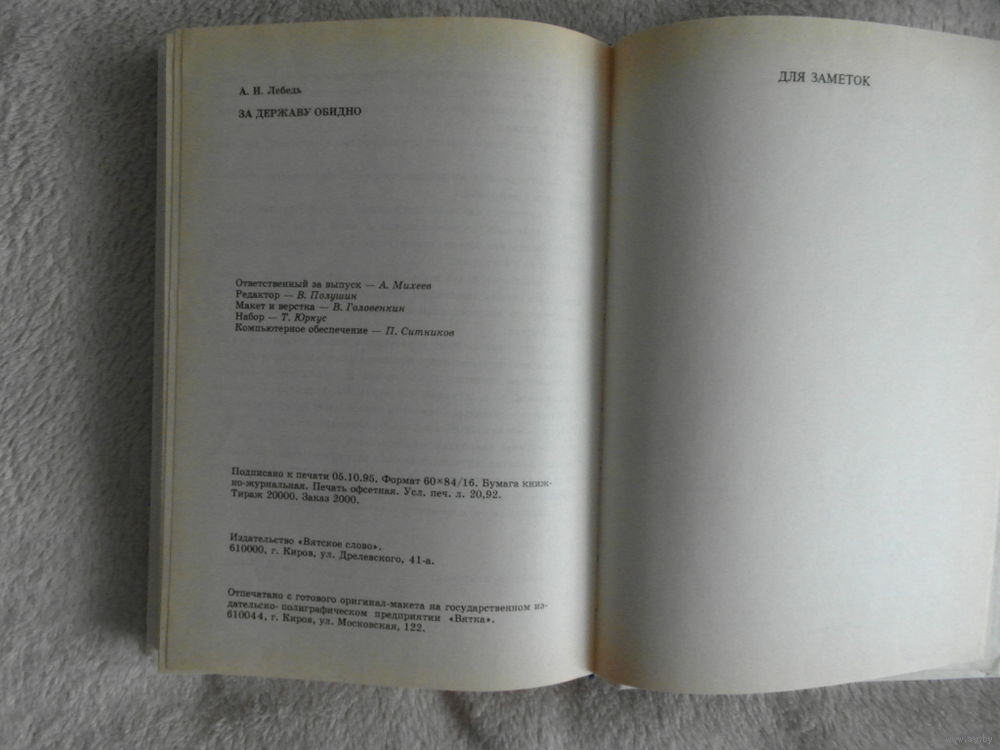 А. И. Лебедь
ЗА ДЕРЖАВУ ОБИДНО
Ответственный за выпуск — А. Михеев
Редактор — В. Полушин
Макет и верстка — В. Головенкин
Набор — Т. Юркус
Компьютерное обеспечение — П. Ситников
Подписано к печати 05.10.95. Формат 60×84/16. Бумага книж-
но-журнальная. Печать офсетная. Усл. печ. л. 20,92.
Тираж 20000. Заказ 2000.
Издательство «Вятское слово».
610000, г. Киров, ул. Дрелевского, 41-а.
Отпечатано с готового оригинал-макета на государственном из-
дательско-полиграфическом предприятии «Вятка».
610044, г. Киров, ул. Московская, 122.
ДЛЯ ЗАМЕТОК
www.ay.by